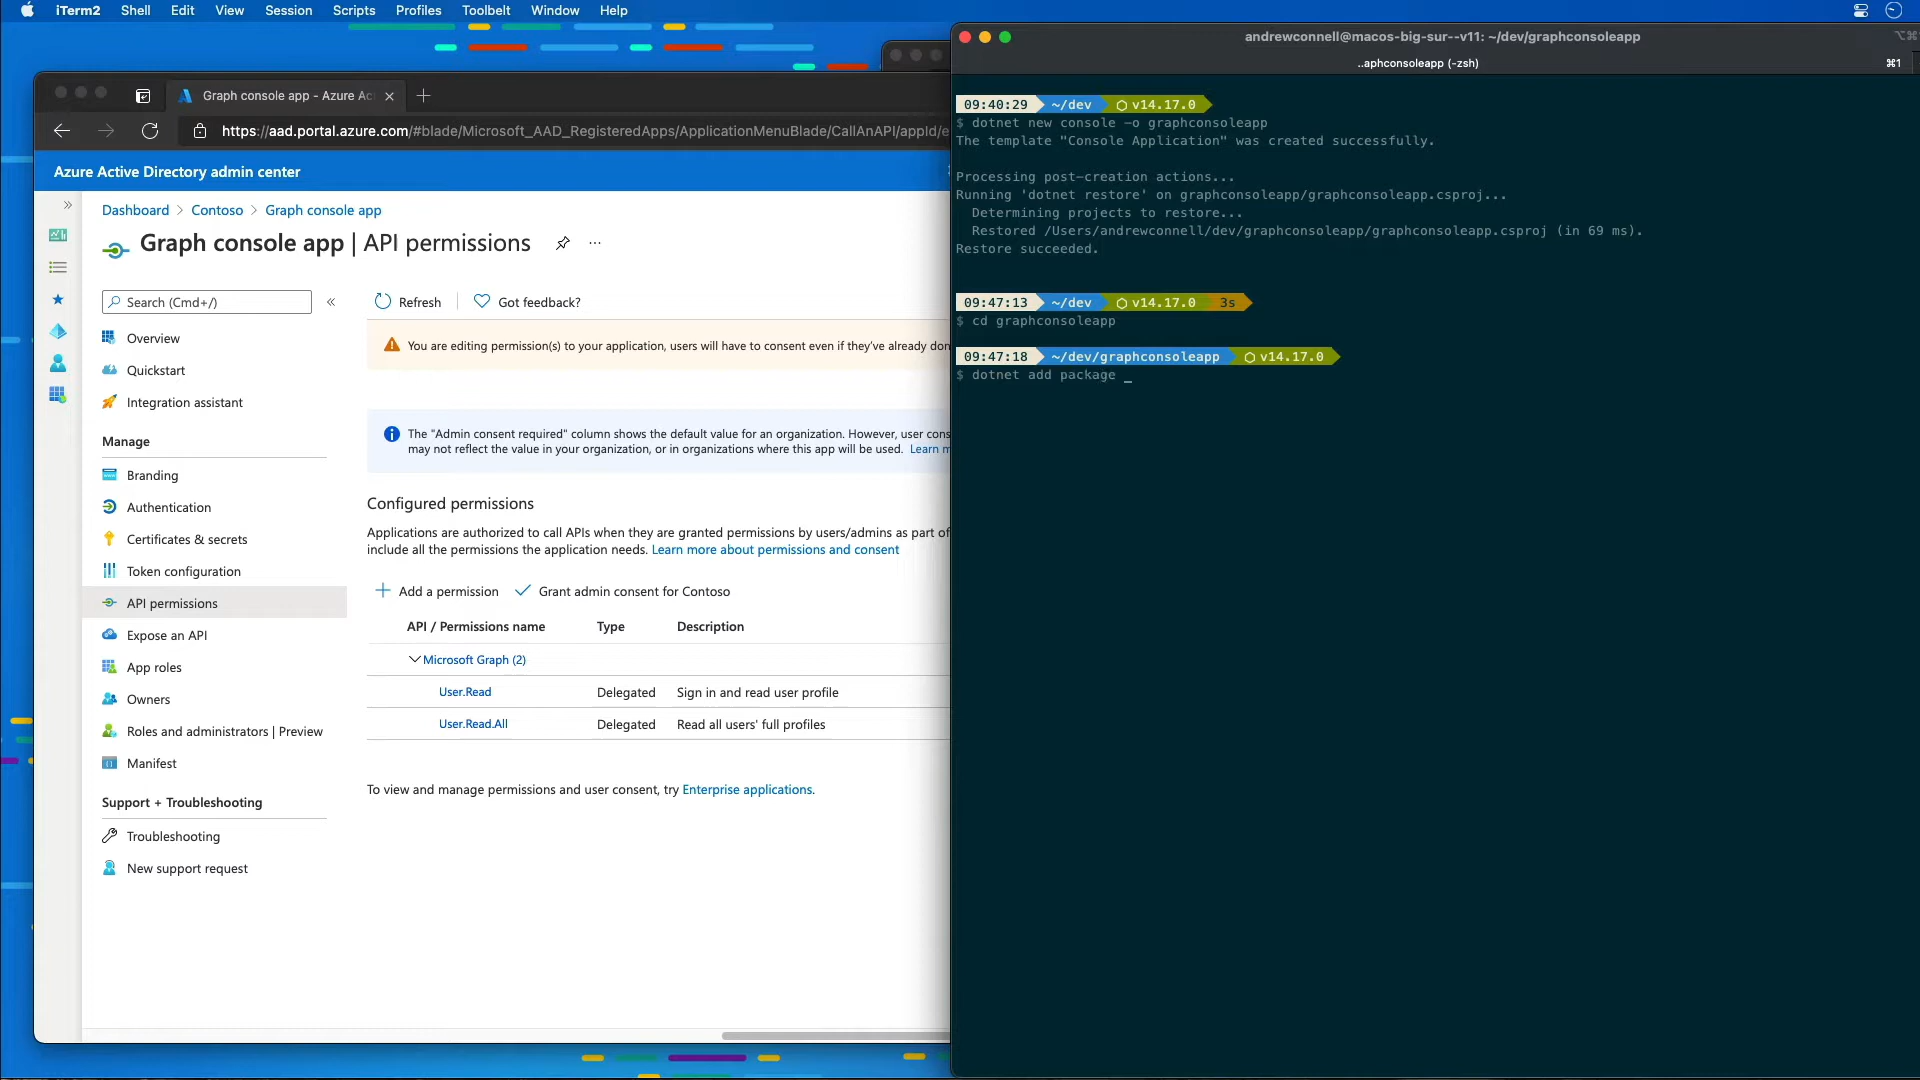 iTerm2 Shell Edit View Session Scripts Profiles Toolbelt Window Help
Graph console app - Azure Ac
https://aad.portal.azure.com/#blade/Microsoft_AAD_RegisteredApps/ApplicationMenuBlade/CallAnAPI/appId/e
Azure Active Directory admin center
Dashboard > Contoso > Graph console app
Graph console app | API permissions
Search (Cmd+/)
Overview
Quickstart
Integration assistant
Manage
Branding
Authentication
Certificates & secrets
Token configuration
API permissions
Expose an API
App roles
Owners
Roles and administrators | Preview
Manifest
Support + Troubleshooting
Troubleshooting
New support request
Refresh
Got feedback?
You are editing permission(s) to your application, users will have to consent even if they've already don
The "Admin consent required" column shows the default value for an organization. However, user cons
may not reflect the value in your organization, or in organizations where this app will be used. Learn m
Configured permissions
Applications are authorized to call APIs when they are granted permissions by users/admins as part of
include all the permissions the application needs. Learn more about permissions and consent
Add a permission
Grant admin consent for Contoso
API / Permissions name Type Description
Microsoft Graph (2)
User.Read Delegated Sign in and read user profile
User.Read.All Delegated Read all users' full profiles
To view and manage permissions and user consent, try Enterprise applications.
andrewconnell@macos-big-sur--v11: ~/dev/graphconsoleapp
..aphconsoleapp (-zsh)
⌘1
09:40:29 ~/dev v14.17.0
$ dotnet new console -o graphconsoleapp
The template "Console Application" was created successfully.
Processing post-creation actions...
Running 'dotnet restore' on graphconsoleapp/graphconsoleapp.csproj...
Determining projects to restore...
Restored /Users/andrewconnell/dev/graphconsoleapp/graphconsoleapp.csproj (in 69 ms).
Restore succeeded.
09:47:13 ~/dev v14.17.0 3s
$ cd graphconsoleapp
09:47:18 ~/dev/graphconsoleapp v14.17.0
$ dotnet add package _